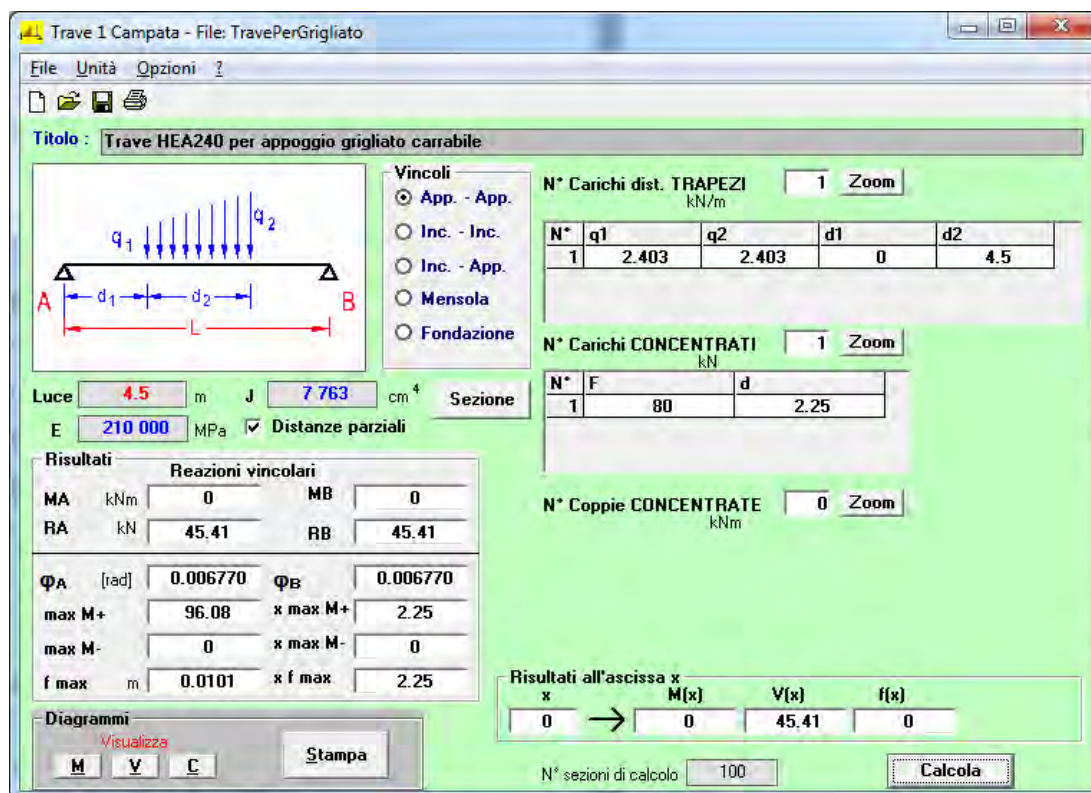 Trave 1 Campata - File: TravePerGrigliato
File Unità Opzioni ?
Titolo : Trave HEA240 per appoggio grigliato carrabile
q1 q2
A d1 d2 B
L
Vincoli
App. - App.
Inc. - Inc.
Inc. - App.
Mensola
Fondazione
N° Carichi dist. TRAPEZI 1 Zoom
kN/m
N° q1 q2 d1 d2
1 2.403 2.403 0 4.5
N° Carichi CONCENTRATI 1 Zoom
kN
N° F d
1 80 2.25
N° Coppie CONCENTRATE 0 Zoom
kNm
Luce 4.5 m J 7 763 cm 4 Sezione
E 210 000 MPa Distanze parziali
Risultati
Reazioni vincolari
MA kNm 0 MB 0
RA kN 45.41 RB 45.41
φA [rad] 0.006770 φB 0.006770
max M+ 96.08 x max M+ 2.25
max M- 0 x max M- 0
f max m 0.0101 x f max 2.25
Diagrammi
Visualizza
M V C Stampa
Risultati all'ascissa x
x M(x) V(x) f(x)
0 0 45.41 0
N° sezioni di calcolo 100 Calcola